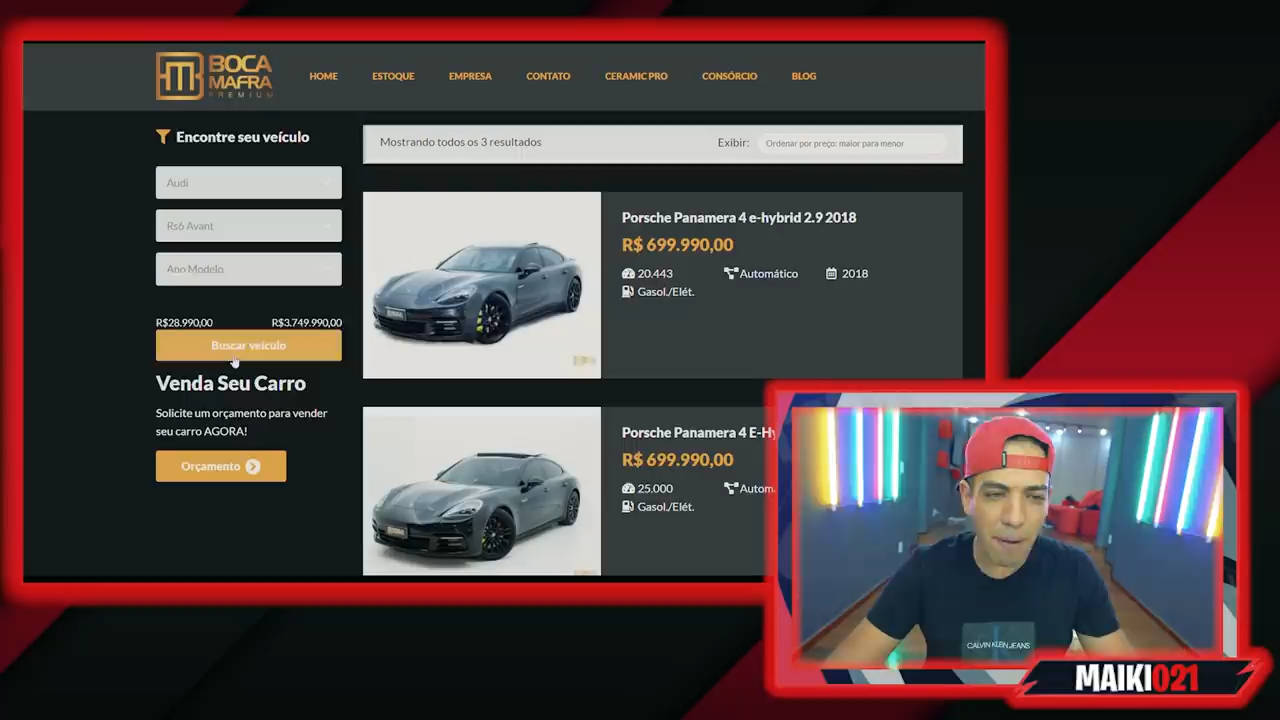 BOCA
MAFRA
PREMIUM
HOME
ESTOQUE
EMPRESA
CONTATO
CERAMIC PRO
CONSÓRCIO
BLOG
Encontre seu veículo
Audi
Rs6 Avant
Ano Modelo
R$28.990,00
R$3.749.990,00
Buscar veículo
Venda Seu Carro
Solicite um orçamento para vender
seu carro AGORA!
Orçamento
Mostrando todos os 3 resultados
Exibir:
Ordenar por preço: maior para menor
Porsche Panamera 4 e-hybrid 2.9 2018
R$ 699.990,00
20.443
Automático
2018
Gasol./Elét.
Porsche Panamera 4 E-Hy
R$ 699.990,00
25.000
Autom
Gasol./Elét.
CALVIN KLEIN JEANS
MAIKI021